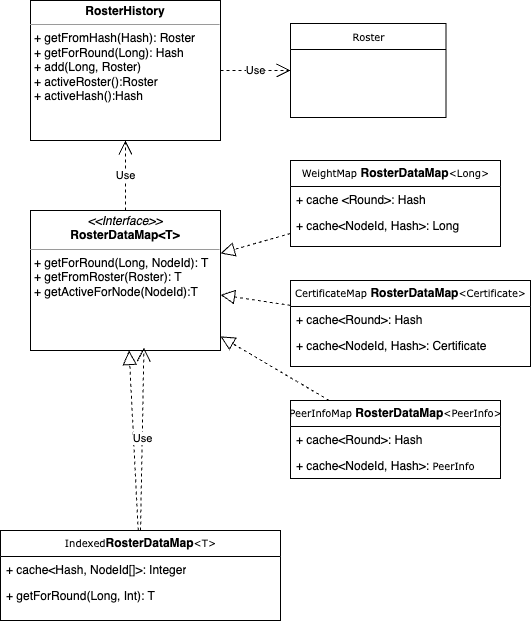 RosterHistory
+ getFromHash(Hash): Roster
+ getForRound(Long): Hash
+ add(Long, Roster)
+ activeRoster():Roster
+ activeHash():Hash
Use
Roster
Use
<<Interface>>
RosterDataMap<T>
+ getForRound(Long, NodeId): T
+ getFromRoster(Roster): T
+ getActiveForNode(NodeId):T
WeightMap RosterDataMap<Long>
+ cache <Round>: Hash
+ cache<NodeId, Hash>: Long
CertificateMap RosterDataMap<Certificate>
+ cache<Round>: Hash
+ cache<NodeId, Hash>: Certificate
PeerInfoMap RosterDataMap<PeerInfo>
+ cache<Round>: Hash
+ cache<NodeId, Hash>: PeerInfo
Use
IndexedRosterDataMap<T>
+ cache<Hash, NodeId[]>: Integer
+ getForRound(Long, Int): T